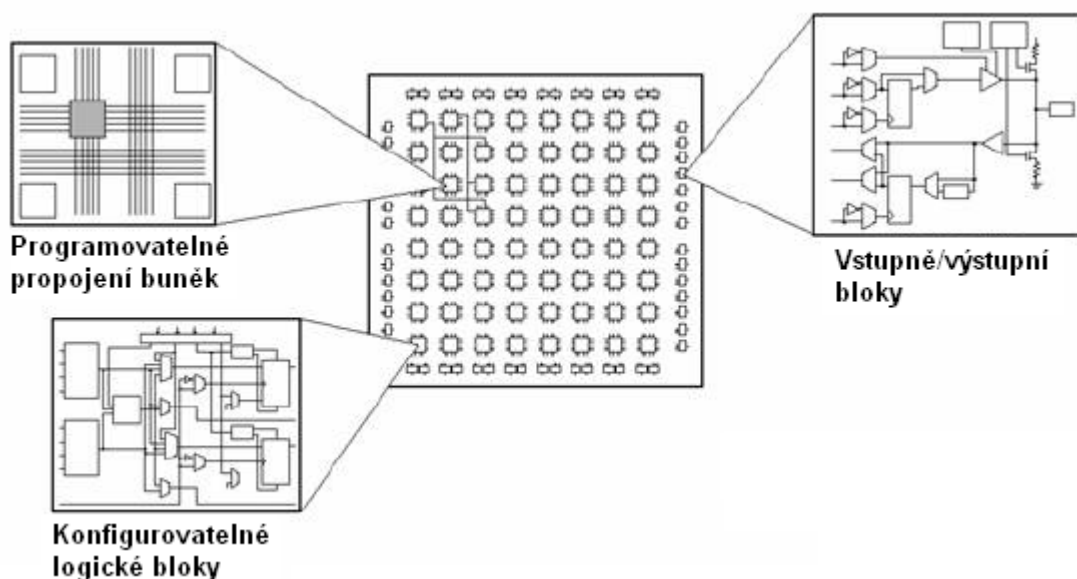 Programovatelné
propojení buněk
Vstupně/výstupní
bloky
Konfigurovatelné
logické bloky